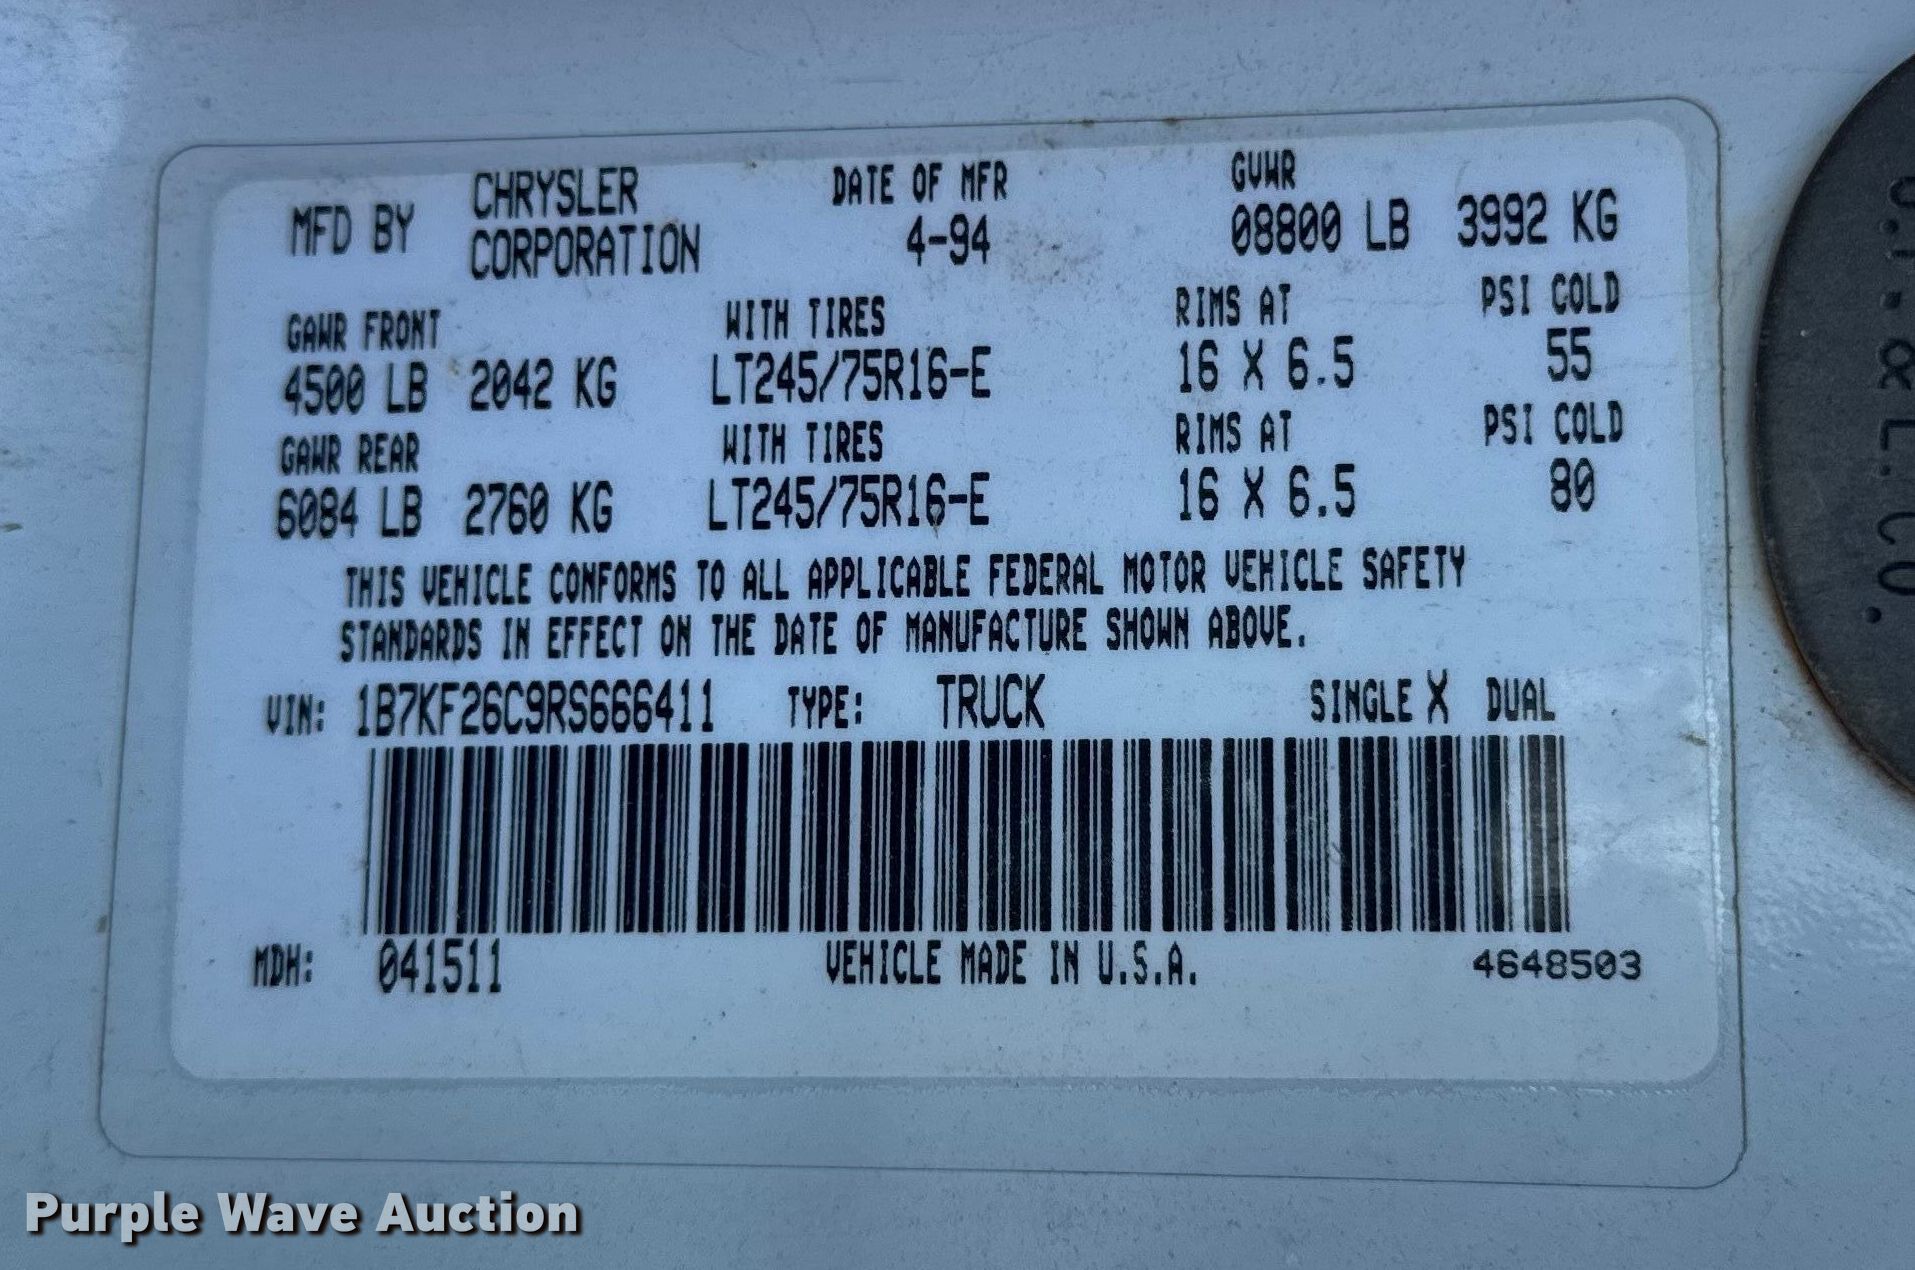 MFD BY CHRYSLER CORPORATION
DATE OF MFR
4-94
GVWR
08800 LB 3992 KG
GAWR FRONT WITH TIRES RIMS AT PSI COLD
4500 LB 2042 KG LT245/75R16-E 16 X 6.5 55
GAWR REAR WITH TIRES RIMS AT PSI COLD
6084 LB 2760 KG LT245/75R16-E 16 X 6.5 80
THIS VEHICLE CONFORMS TO ALL APPLICABLE FEDERAL MOTOR VEHICLE SAFETY
STANDARDS IN EFFECT ON THE DATE OF MANUFACTURE SHOWN ABOVE.
VIN: 1B7KF26C9RS666411 TYPE: TRUCK SINGLE X DUAL
MDH: 041511 VEHICLE MADE IN U.S.A. 4648503
& L. CO.
Purple Wave Auction